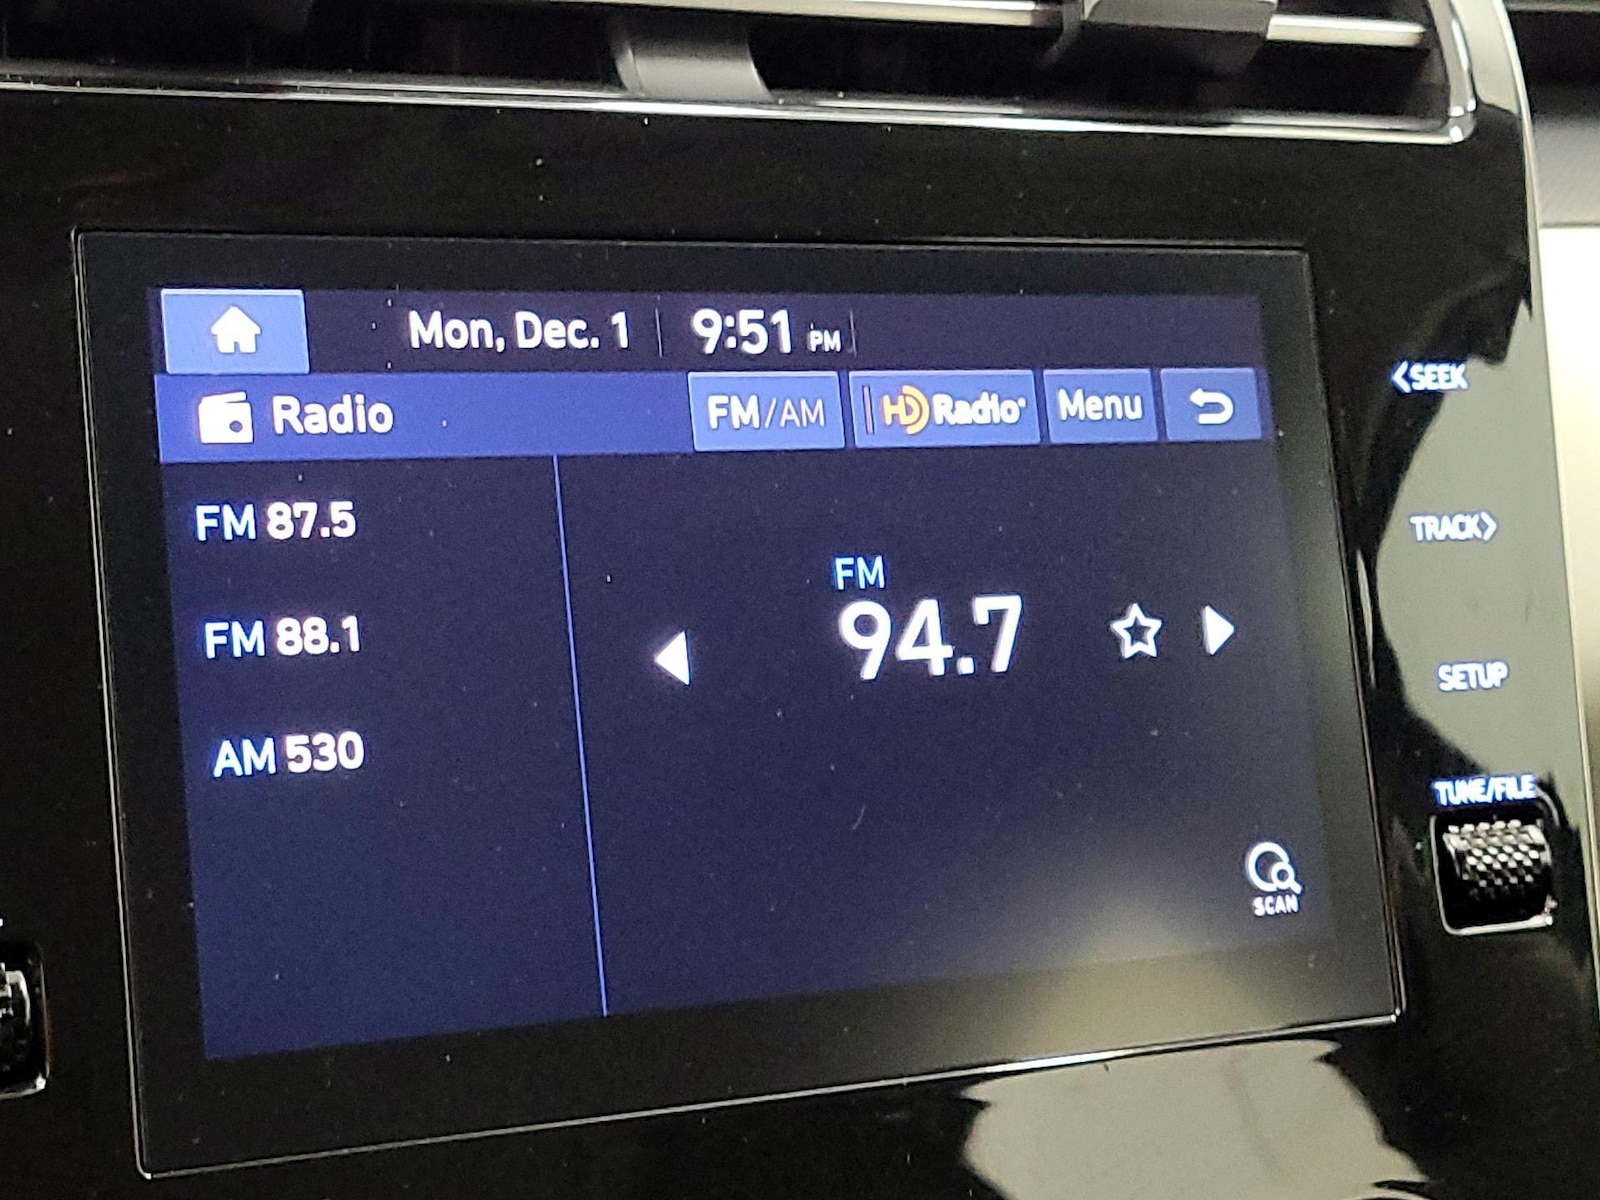 Mon, Dec. 1 9:51 PM
Radio FM/AM HD Radio Menu
FM 87.5
FM 88.1
AM 530
FM
94.7
SCAN
<SEEK
TRACK>
SETUP
TUNE/FILE